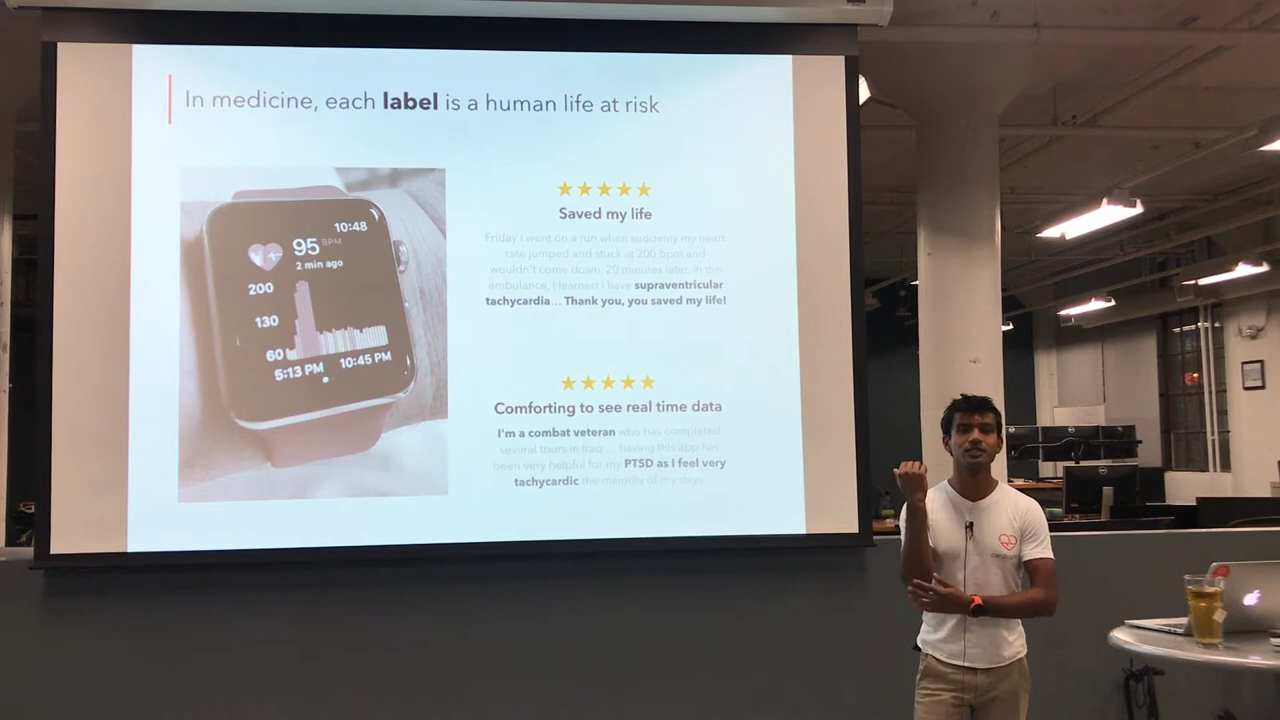 In medicine, each label is a human life at risk
10:48
95 BPM
2 min ago
200
130
60
5:13 PM 10:45 PM
Saved my life
Friday I went on a run when suddenly my heart
rate jumped and stuck at 200 bpm and
wouldn't come down. 20 minutes later, in the
ambulance, I learned I have supraventricular
tachycardia... Thank you, you saved my life!
Comforting to see real time data
I'm a combat veteran who has completed
several tours in Iraq ... having this app has
been very helpful for my PTSD as I feel very
tachycardic the majority of my days